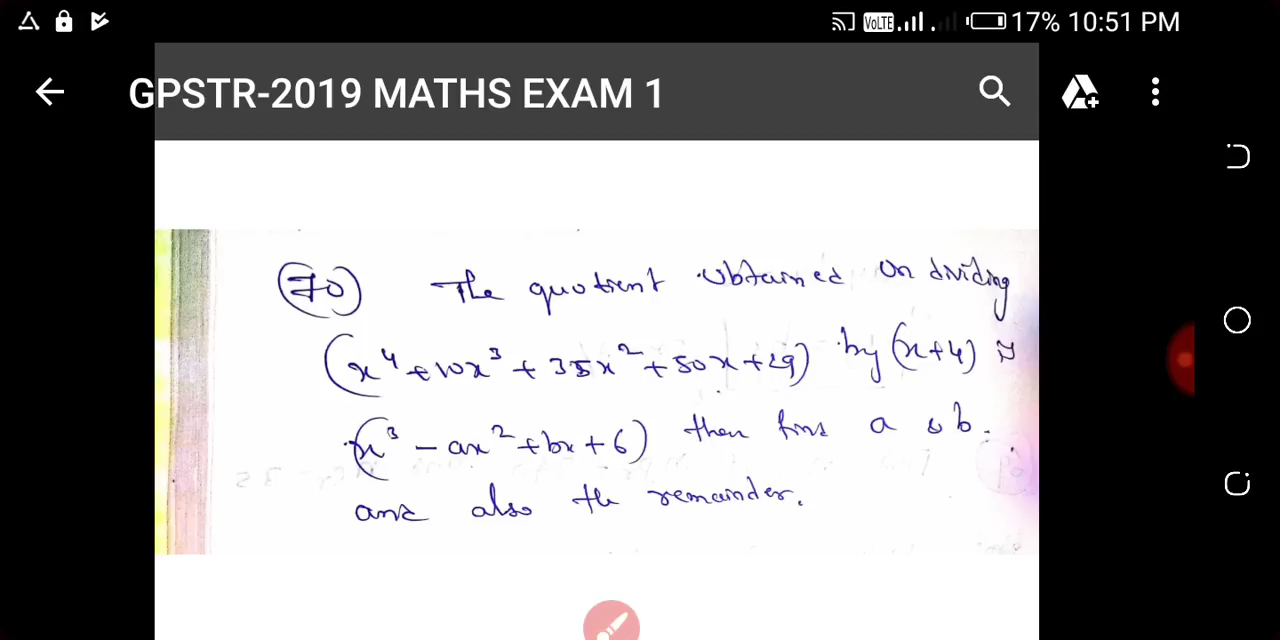 VoLTE 17% 10:51 PM
GPSTR-2019 MATHS EXAM 1
70 The quotient obtained on dividing
(x⁴ + 10x³ + 35x² + 50x + 29) by (x+4) is
(x³ - ax² + bx + 6) then find a & b.
and also the remainder.